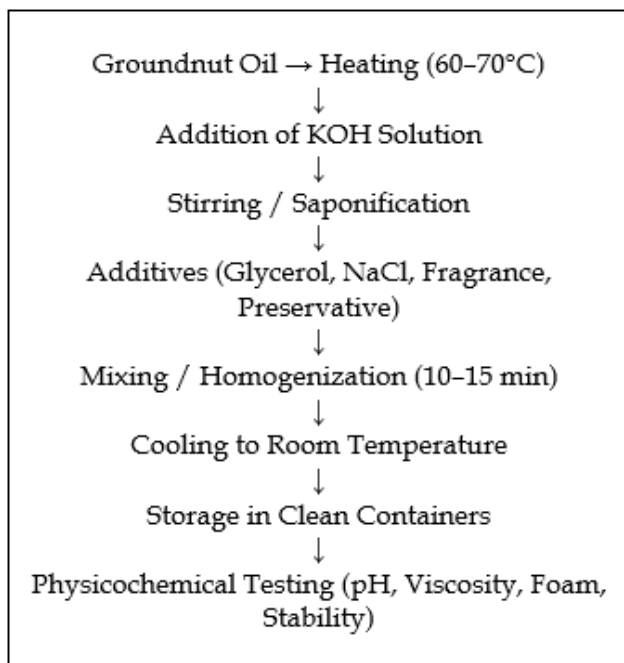 Groundnut Oil → Heating (60–70°C)
↓
Addition of KOH Solution
↓
Stirring / Saponification
↓
Additives (Glycerol, NaCl, Fragrance,
Preservative)
↓
Mixing / Homogenization (10–15 min)
↓
Cooling to Room Temperature
↓
Storage in Clean Containers
↓
Physicochemical Testing (pH, Viscosity, Foam,
Stability)